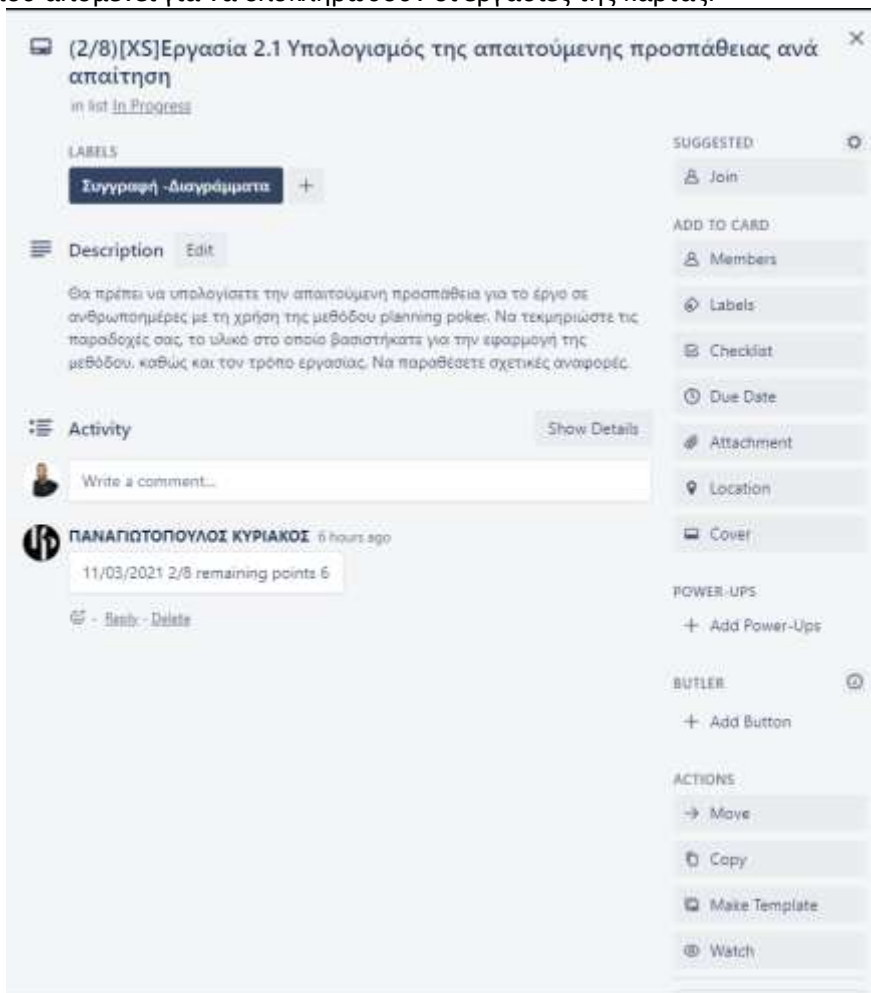 (2/8)[XS]Εργασία 2.1 Υπολογισμός της απαιτούμενης προσπάθειας ανά
απαίτηση
in list In Progress
LABELS
Συγγραφή -Διαγράμματα
+
Description Edit
Θα πρέπει να υπολογίσετε την απαιτούμενη προσπάθεια για το έργο σε
ανθρωποημέρες με τη χρήση της μεθόδου planning poker. Να τεκμηριώστε τις
παραδοχές σας, το υλικό στο οποίο βασιστήκατε για την εφαρμογή της
μεθόδου, καθώς και τον τρόπο εργασίας. Να παραθέσετε σχετικές αναφορές.
Activity Show Details
Write a comment...
ΠΑΝΑΓΙΩΤΟΠΟΥΛΟΣ ΚΥΡΙΑΚΟΣ 6 hours ago
11/03/2021 2/8 remaining points 6
- Reply - Delete
SUGGESTED
Join
ADD TO CARD
Members
Labels
Checklist
Due Date
Attachment
Location
Cover
POWER-UPS
+ Add Power-Ups
BUTLER
+ Add Button
ACTIONS
→ Move
Copy
Make Template
Watch